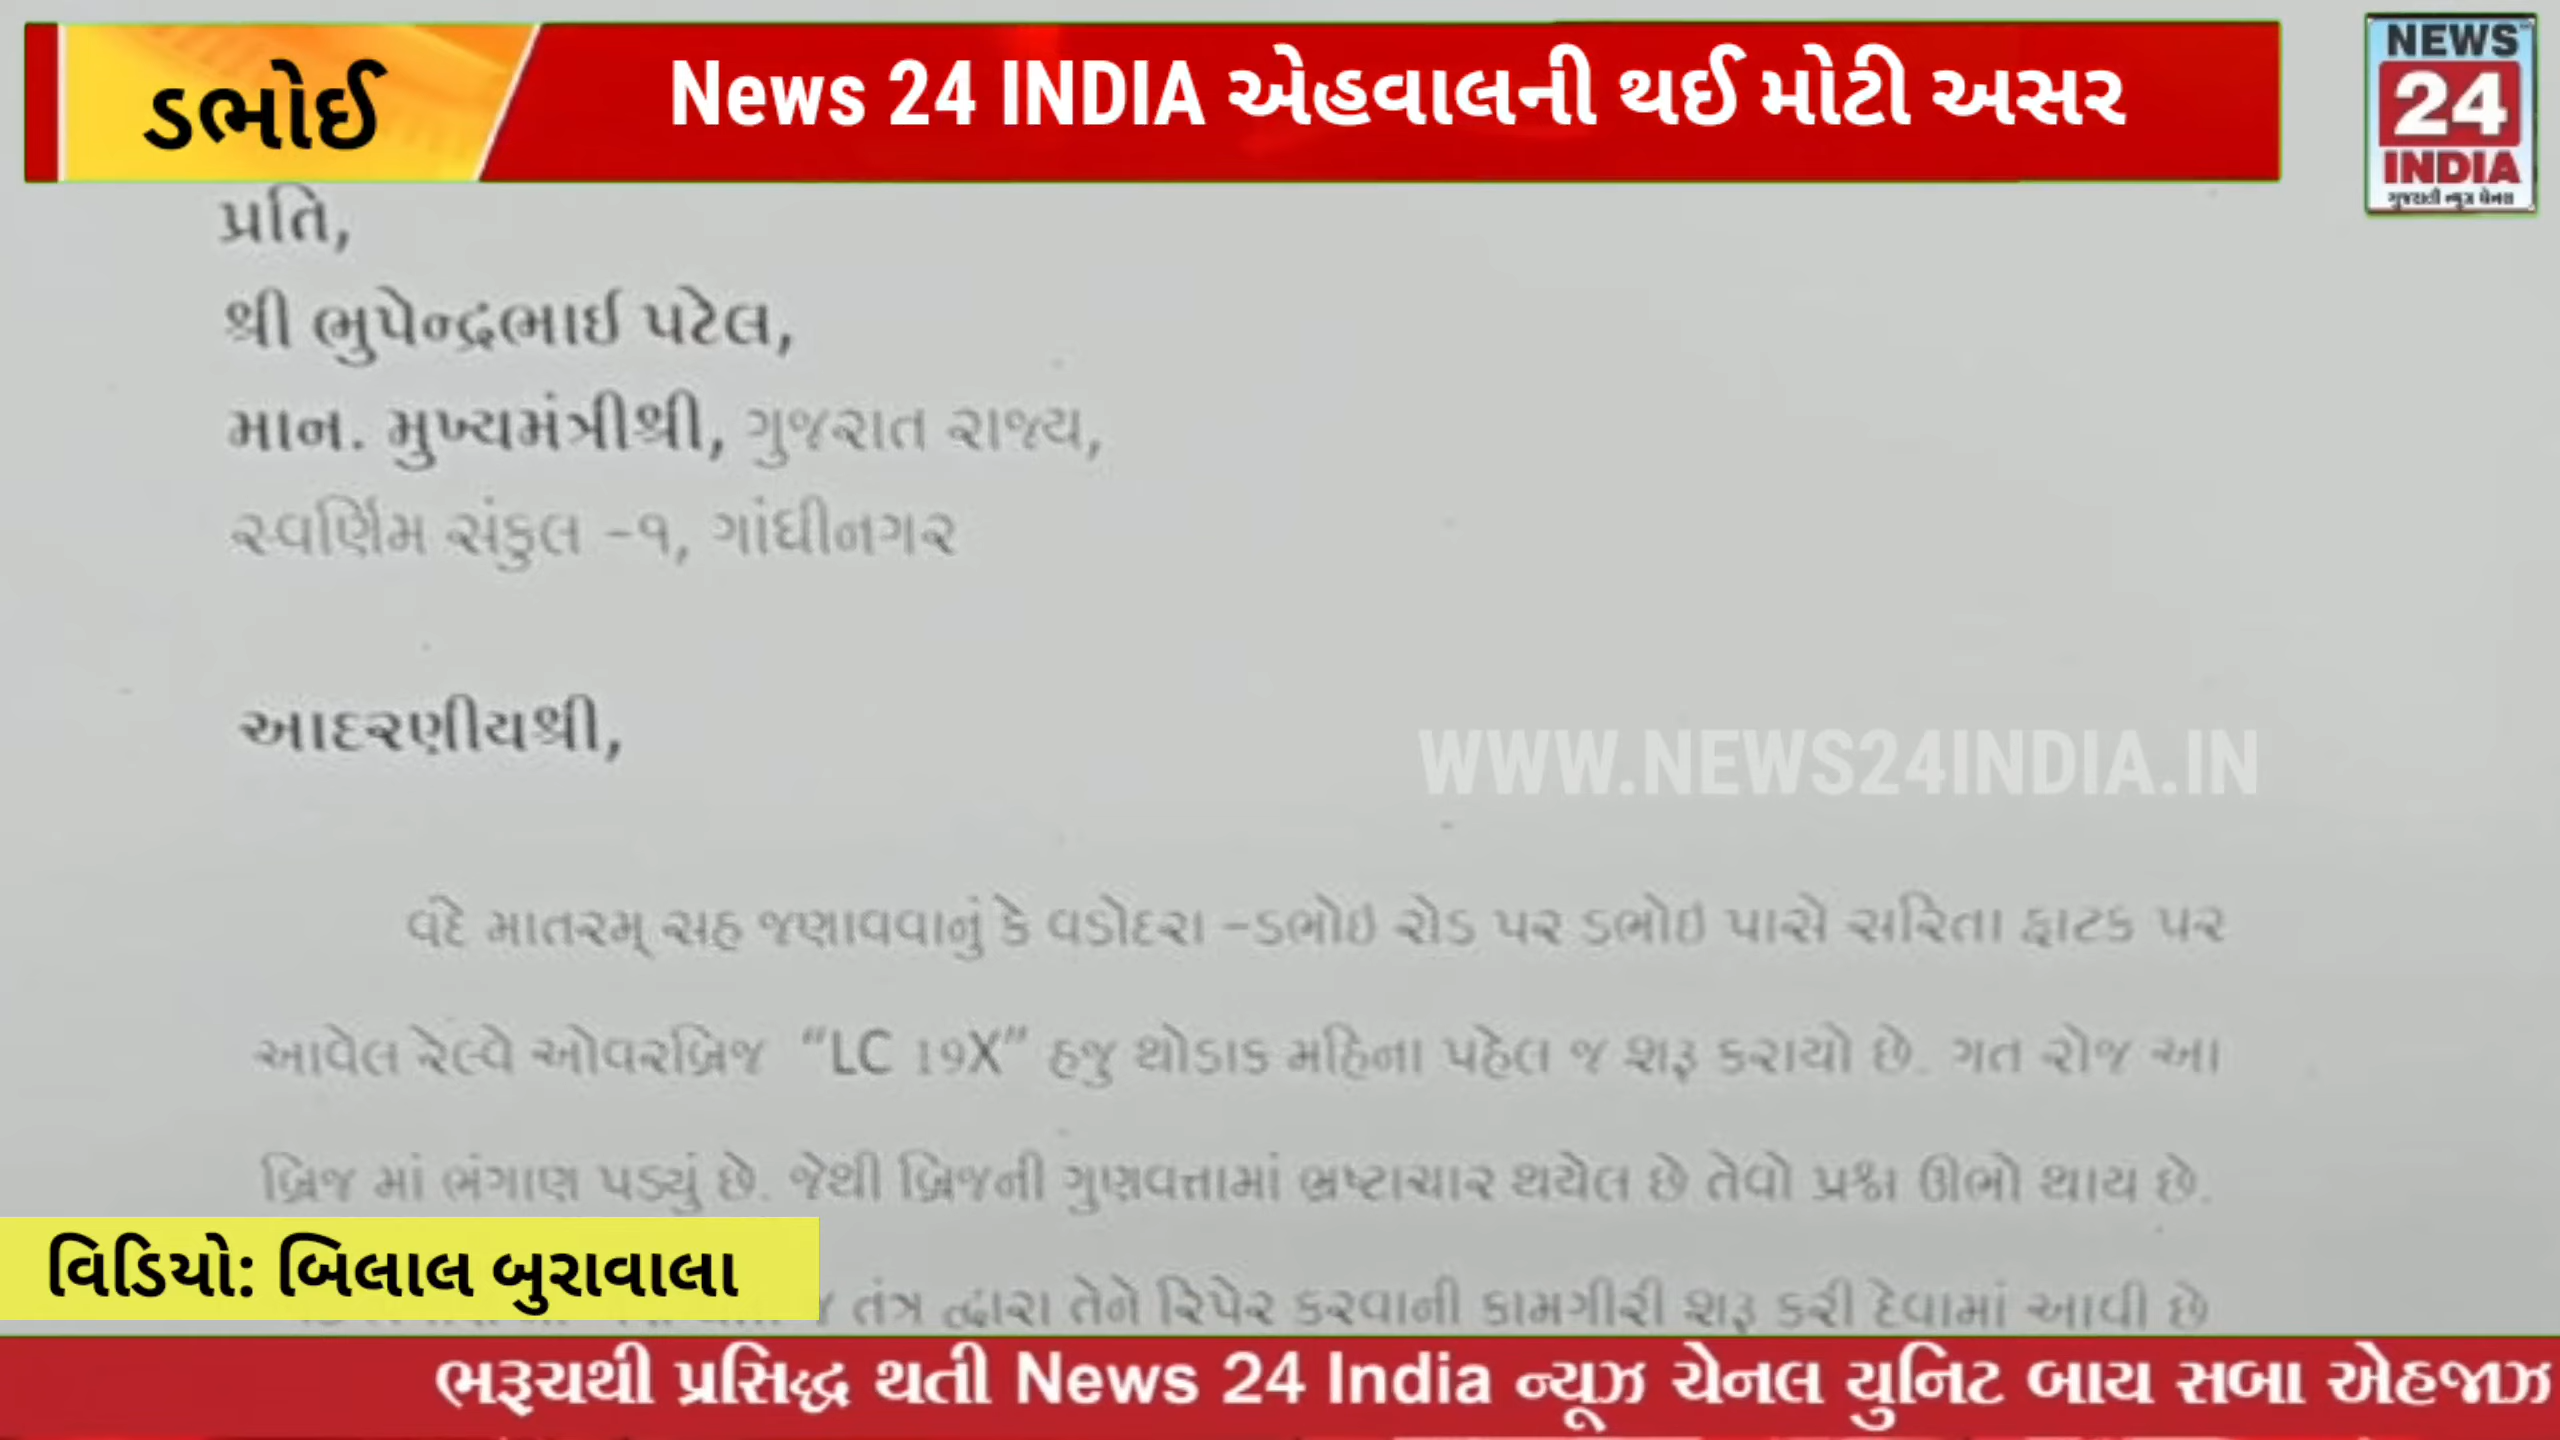 ડભોઈ
News 24 INDIA એહવાલની થઈ મોટી અસર
NEWS
24
INDIA
ગુજરાતી ન્યુઝ ચેનલ
પ્રતિ,
શ્રી ભુપેન્દ્રભાઈ પટેલ,
માન. મુખ્યમંત્રીશ્રી, ગુજરાત રાજ્ય,
સ્વર્ણિમ સંકુલ -૧, ગાંધીનગર
આદરણીયશ્રી,
WWW.NEWS24INDIA.IN
વંદે માતરમ્ સહ જણાવવાનું કે વડોદરા -ડભોઇ રોડ પર ડભોઇ પાસે સરિતા ફાટક પર
આવેલ રેલ્વે ઓવરબ્રિજ “LC 19X” હજુ થોડાક મહિના પહેલ જ શરૂ કરાયો છે. ગત રોજ આ
બ્રિજ માં ભંગાણ પડ્યું છે. જેથી બ્રિજની ગુણવત્તામાં ભ્રષ્ટાચાર થયેલ છે તેવો પ્રશ્ન ઊભો થાય છે.
તંત્ર દ્વારા તેને રિપેર કરવાની કામગીરી શરૂ કરી દેવામાં આવી છે
વિડિયો: બિલાલ બુરાવાલા
ભરૂચથી પ્રસિદ્ધ થતી News 24 India ન્યૂઝ ચેનલ યુનિટ બાય સબા એહજાઝ